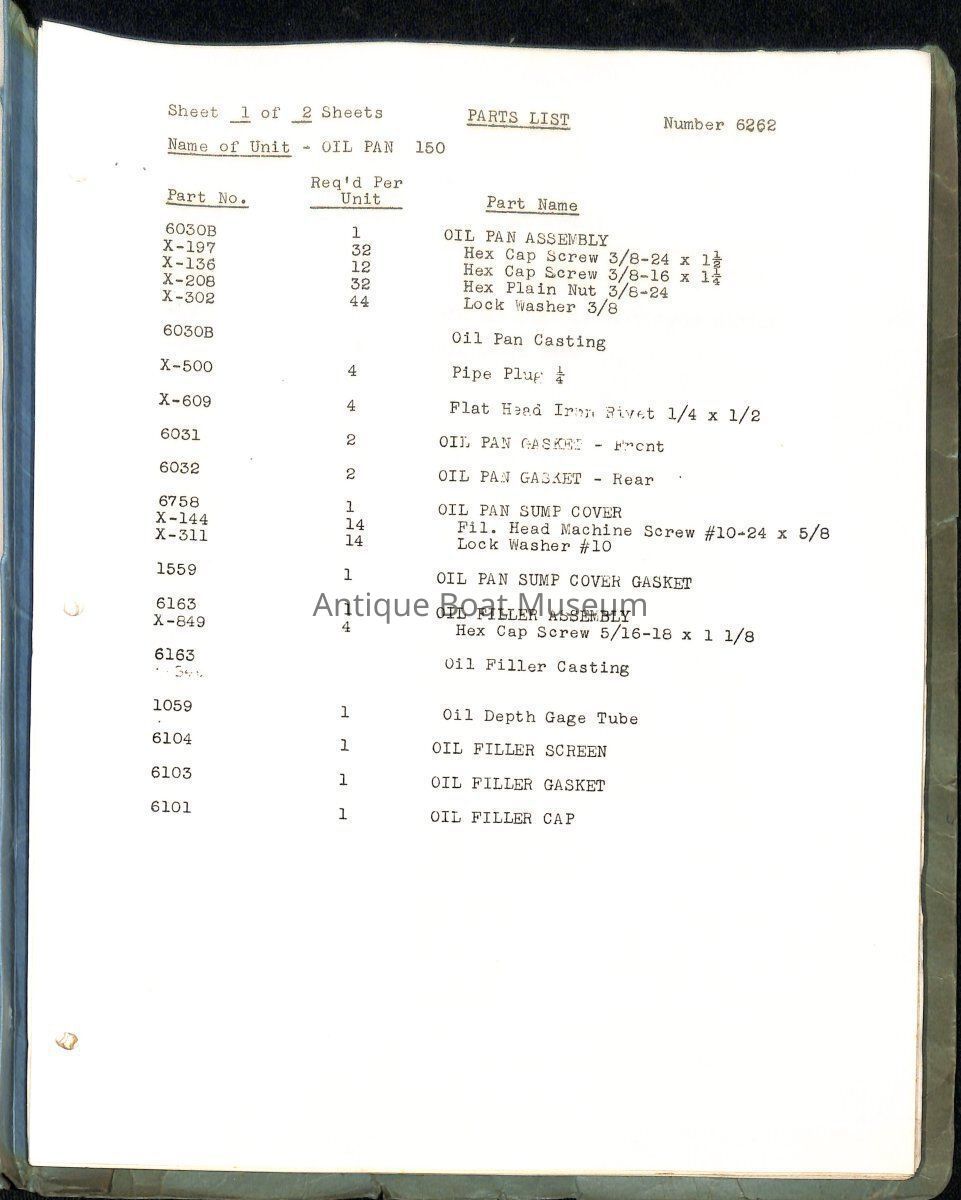 Sheet 1 of 2 Sheets PARTS LIST Number 6262
Name of Unit - OIL PAN 150
Part No. Req'd Per Unit Part Name
6030B 1 OIL PAN ASSEMBLY
X-197 32 Hex Cap Screw 3/8-24 x 1½
X-136 12 Hex Cap Screw 3/8-16 x 1¼
X-208 32 Hex Plain Nut 3/8-24
X-302 44 Lock Washer 3/8
6030B Oil Pan Casting
X-500 4 Pipe Plug ¼
X-609 4 Flat Head Iron Rivet 1/4 x 1/2
6031 2 OIL PAN GASKET - Front
6032 2 OIL PAN GASKET - Rear
6758 1 OIL PAN SUMP COVER
X-144 14 Fil. Head Machine Screw #10-24 x 5/8
X-311 14 Lock Washer #10
1559 1 OIL PAN SUMP COVER GASKET
Antique Boat Museum
6163 1 OIL FILLER ASSEMBLY
X-849 4 Hex Cap Screw 5/16-18 x 1 1/8
6163 Oil Filler Casting
1059 1 Oil Depth Gage Tube
6104 1 OIL FILLER SCREEN
6103 1 OIL FILLER GASKET
6101 1 OIL FILLER CAP